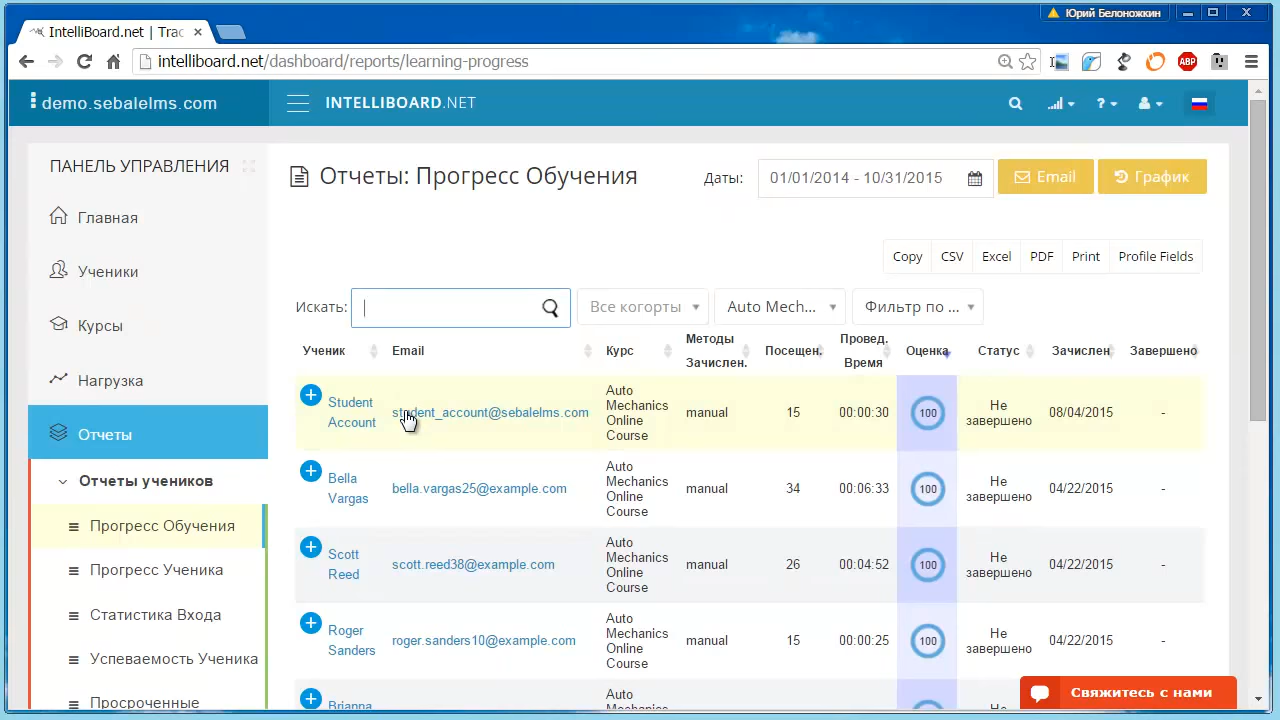 Юрий Белоножкин
IntelliBoard.net | Trac
intelliboard.net/dashboard/reports/learning-progress
ABP
demo.sebalelms.com
INTELLIBOARD.NET
?
ПАНЕЛЬ УПРАВЛЕНИЯ
Главная
Ученики
Курсы
Нагрузка
Отчеты
Отчеты учеников
Прогресс Обучения
Прогресс Ученика
Статистика Входа
Успеваемость Ученика
Просроченные
Отчеты: Прогресс Обучения
Даты:
01/01/2014 - 10/31/2015
Email
График
Copy
CSV
Excel
PDF
Print
Profile Fields
Искать:
Все когорты
Auto Mech...
Фильтр по ...
Ученик
Email
Курс
Методы
Зачислен.
Посещен.
Провед.
Время
Оценка
Статус
Зачислен
Завершено
Student
Account
student_account@sebalelms.com
Auto
Mechanics
Online
Course
manual
15
00:00:30
100
Не
завершено
08/04/2015
-
Bella
Vargas
bella.vargas25@example.com
Auto
Mechanics
Online
Course
manual
34
00:06:33
100
Не
завершено
04/22/2015
-
Scott
Reed
scott.reed38@example.com
Auto
Mechanics
Online
Course
manual
26
00:04:52
100
Не
завершено
04/22/2015
-
Roger
Sanders
roger.sanders10@example.com
Auto
Mechanics
Online
Course
manual
15
00:00:25
100
Не
завершено
04/22/2015
-
Brianna
Auto
Свяжитесь с нами